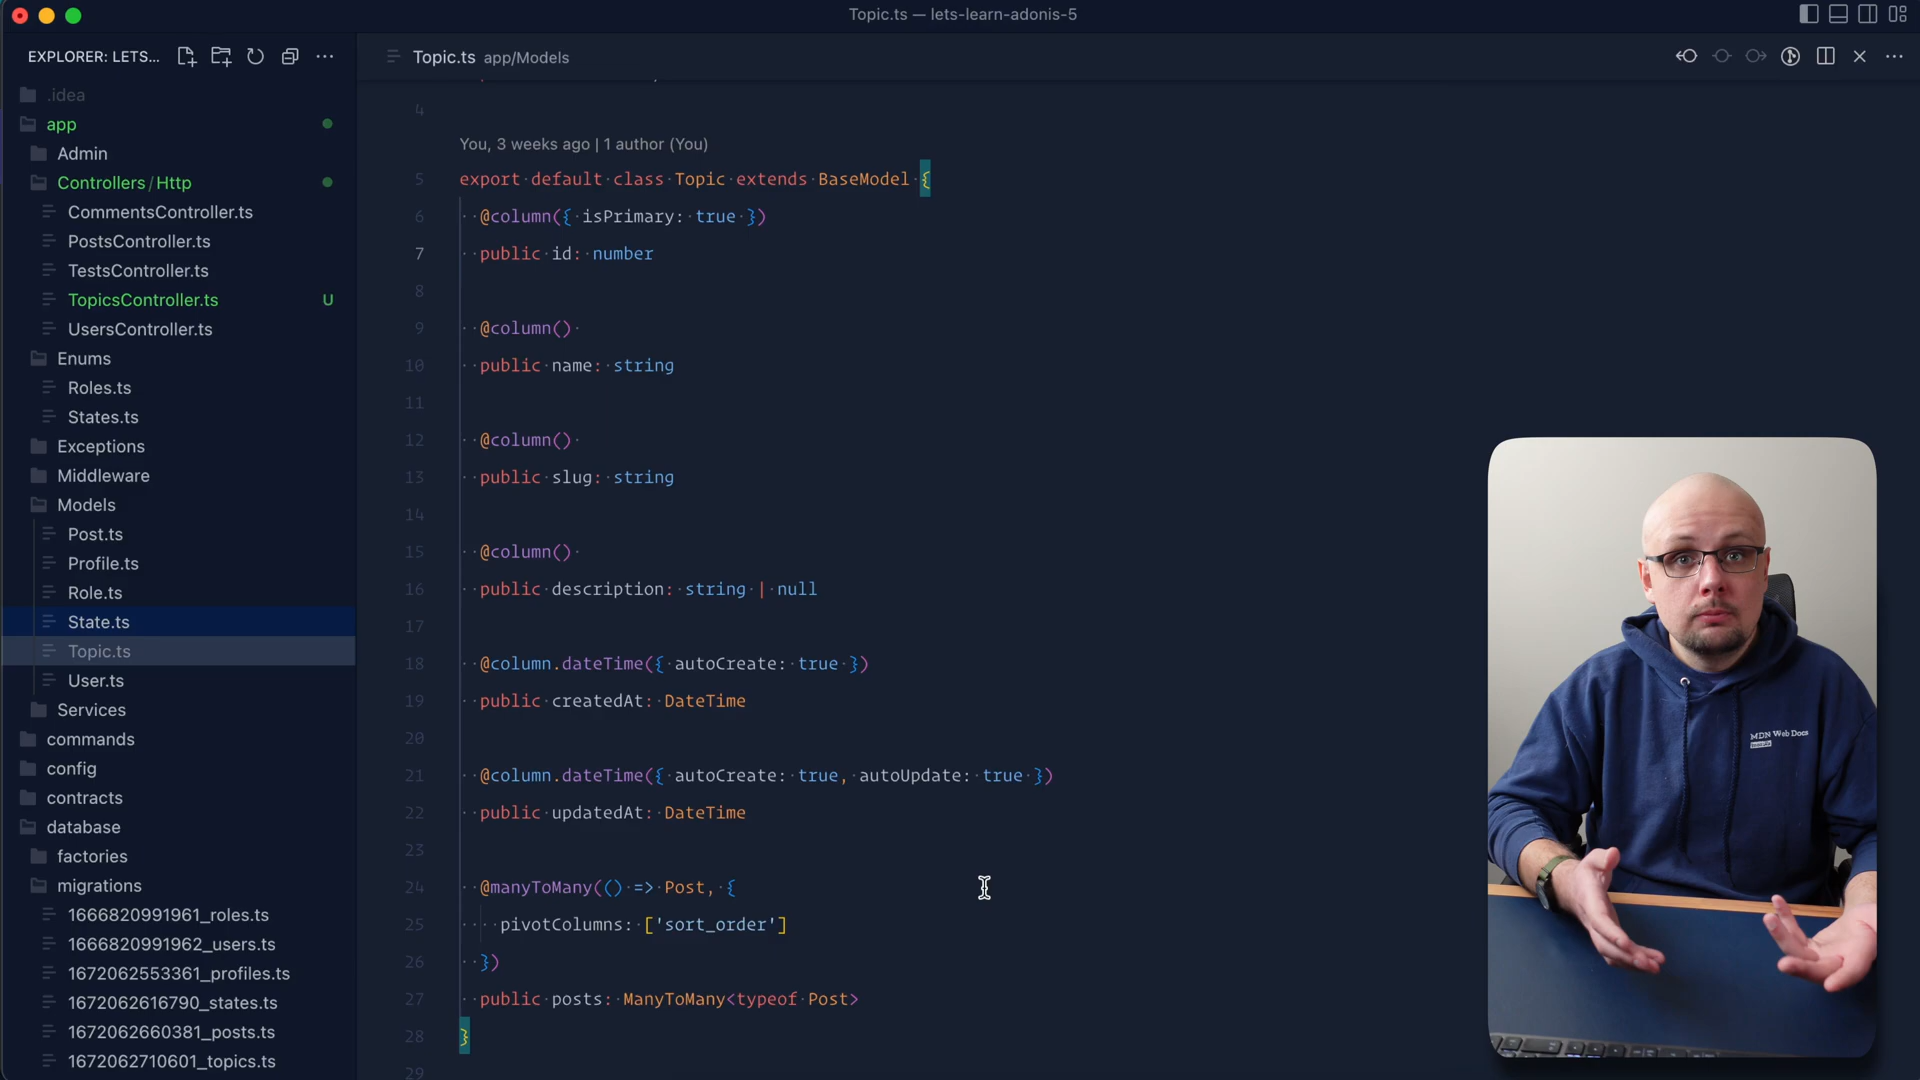 Topic.ts — lets-learn-adonis-5
EXPLORER: LETS...
.idea
app
Admin
Controllers / Http
CommentsController.ts
PostsController.ts
TestsController.ts
TopicsController.ts U
UsersController.ts
Enums
Roles.ts
States.ts
Exceptions
Middleware
Models
Post.ts
Profile.ts
Role.ts
State.ts
Topic.ts
User.ts
Services
commands
config
contracts
database
factories
migrations
1666820991961_roles.ts
1666820991962_users.ts
1672062553361_profiles.ts
1672062616790_states.ts
1672062660381_posts.ts
1672062710601_topics.ts
Topic.ts app/Models
4
You, 3 weeks ago | 1 author (You)
5 export default class Topic extends BaseModel {
6 @column({ isPrimary: true })
7 public id: number
8
9 @column()
10 public name: string
11
12 @column()
13 public slug: string
14
15 @column()
16 public description: string | null
17
18 @column.dateTime({ autoCreate: true })
19 public createdAt: DateTime
20
21 @column.dateTime({ autoCreate: true, autoUpdate: true })
22 public updatedAt: DateTime
23
24 @manyToMany(() => Post, {
25 pivotColumns: ['sort_order']
26 })
27 public posts: ManyToMany<typeof Post>
28 }
29
MDN Web Docs